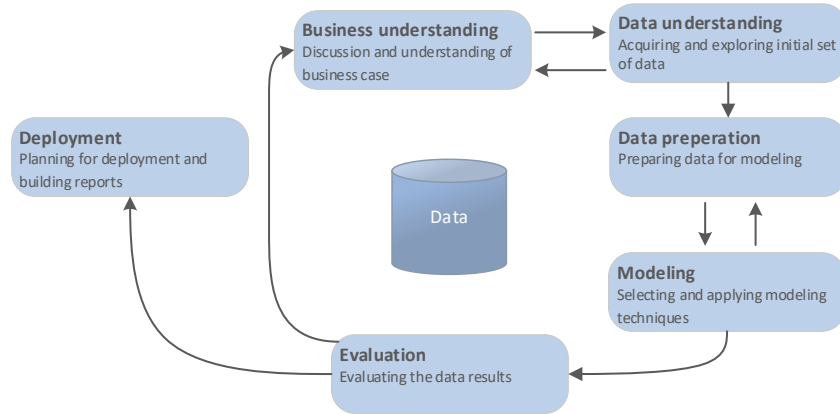 Business understanding
Discussion and understanding of
business case
Data understanding
Acquiring and exploring initial set
of data
Deployment
Planning for deployment and
building reports
Data preperation
Preparing data for modeling
Data
Modeling
Selecting and applying modeling
techniques
Evaluation
Evaluating the data results